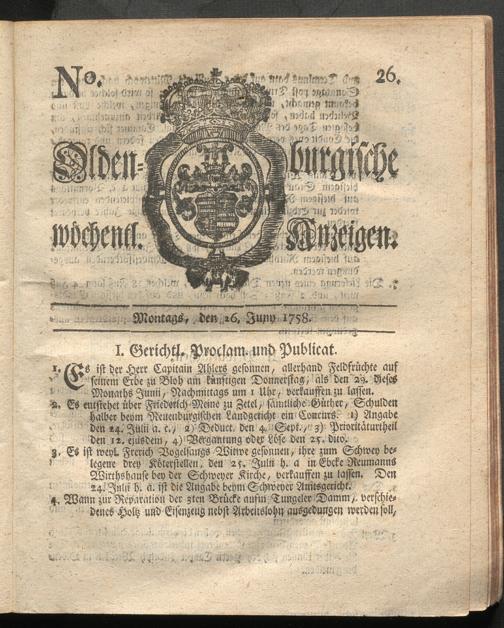 No. 26.
Olden- burgische
wöchentl. Anzeigen.
Montags, den 26. Juny 1758.
I. Gerichtl. Proclam. und Publicat.
1. Es ist der Herr Capitain Ahlers gesonnen, allerhand Feldfrüchte auf
seinem Erbe zu Bloh am künftigen Donnerstag, als den 29. dieses
Monaths Junii, Nachmittags um 1 Uhr, verkauffen zu lassen.
2. Es entstehet über Friederich Meine zu Zetel, sämtliche Güther, Schulden
halber beym Neuenburgischen Landgericht ein Concurs. 1) Angabe
den 24. Julii a. c., 2) Deduct. den 4. Sept., 3) Prioritäturtheil
den 12. ejusdem, 4) Vergantung oder Löse den 25. dito.
3. Es ist weyl. Frerich Vogelsangs Witwe gesonnen, ihre zum Schwey be-
legene drey Köterstellen, den 25. Julii h. a in Ebcke Reumanns
Wirthshause bey der Schweyer Kirche, verkauffen zu lassen. Den
24. Julii h. a. ist die Angabe beym Schweyer Amtsgericht.
4. Wann zur Reparation der 3ten Brücke aufm Tungeler Damm, verschie-
denes Holz und Eisenzeug nebst Arbeitslohn ausgedungen werden soll,